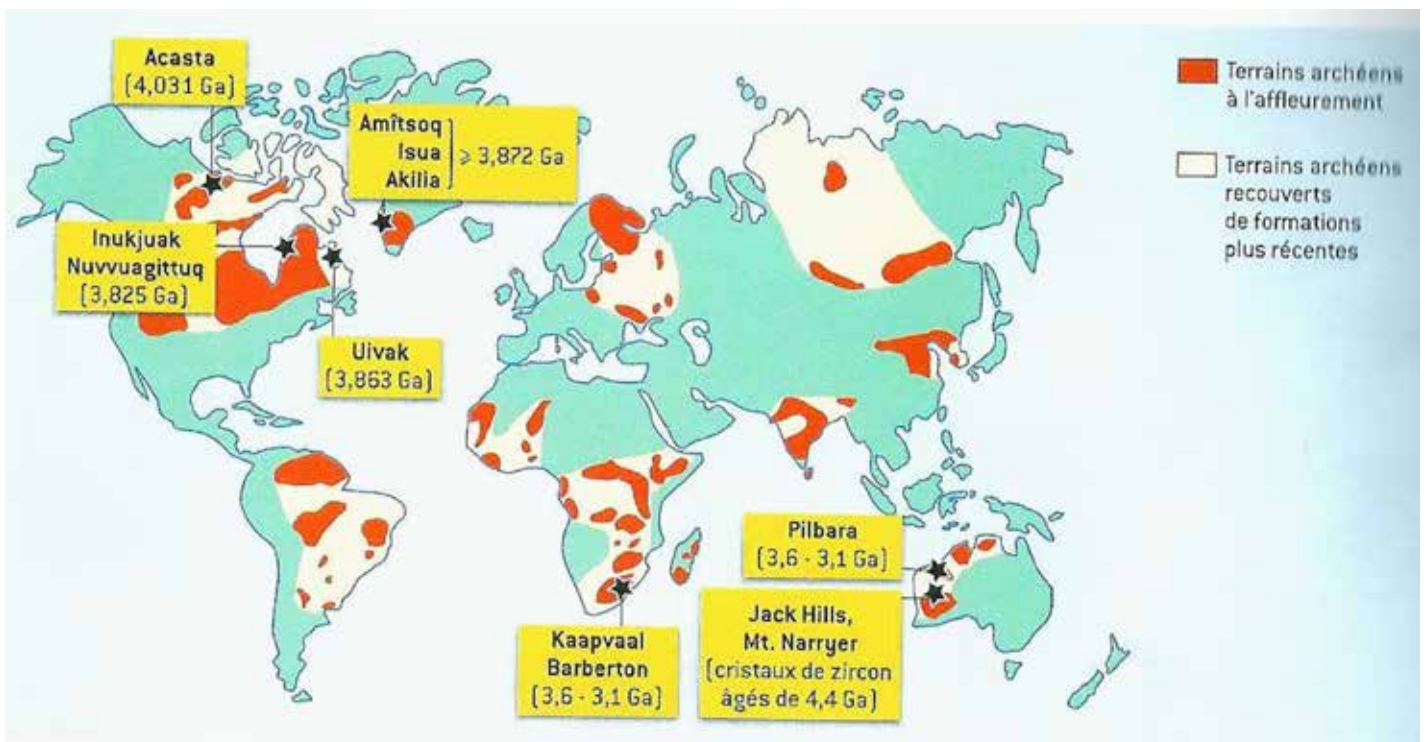 Acasta
(4,031 Ga)
Amîtsoq
Isua
Akilia
⩾ 3,872 Ga
Inukjuak
Nuvvuagittuq
(3,825 Ga)
Uivak
(3,863 Ga)
Kaapvaal
Barberton
(3,6 - 3,1 Ga)
Pilbara
(3,6 - 3,1 Ga)
Jack Hills,
Mt. Narryer
(cristaux de zircon
âgés de 4,4 Ga)
Terrains archéens
à l'affleurement
Terrains archéens
recouverts
de formations
plus récentes